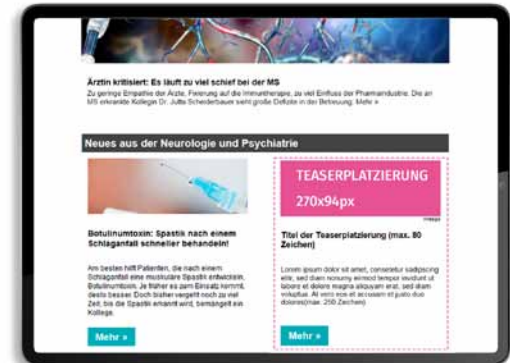 Ärztin kritisiert: Es läuft zu viel schief bei der MS
Zu geringe Empathie der Ärzte, Fixierung auf die Immuntherapie, zu viel Einfluss der Pharmaindustrie. Die an
MS erkrankte Kollegin Dr. Jutta Scheiderbauer sieht große Defizite in der Betreuung. Mehr »
Neues aus der Neurologie und Psychiatrie
TEASERPLATZIERUNG
270x94px
Anzeige
Botulinumtoxin: Spastik nach einem
Schlaganfall schneller behandeln!
Am besten hilft Patienten, die nach einem
Schlaganfall eine muskuläre Spastik entwickeln,
Botulinumtoxin. Je früher es zum Einsatz kommt,
desto besser. Doch bisher vergeht noch zu viel
Zeit, bis die Spastik erkannt wird, bemängelt ein
Kollege.
Mehr »
Titel der Teaserplatzierung (max. 80
Zeichen)
Lorem ipsum dolor sit amet, consetetur sadipscing
elitr, sed diam nonumy eirmod tempor invidunt ut
labore et dolore magna aliquyam erat, sed diam
voluptua. At vero eos et accusam et justo duo
dolores(max. 250 Zeichen)
Mehr »